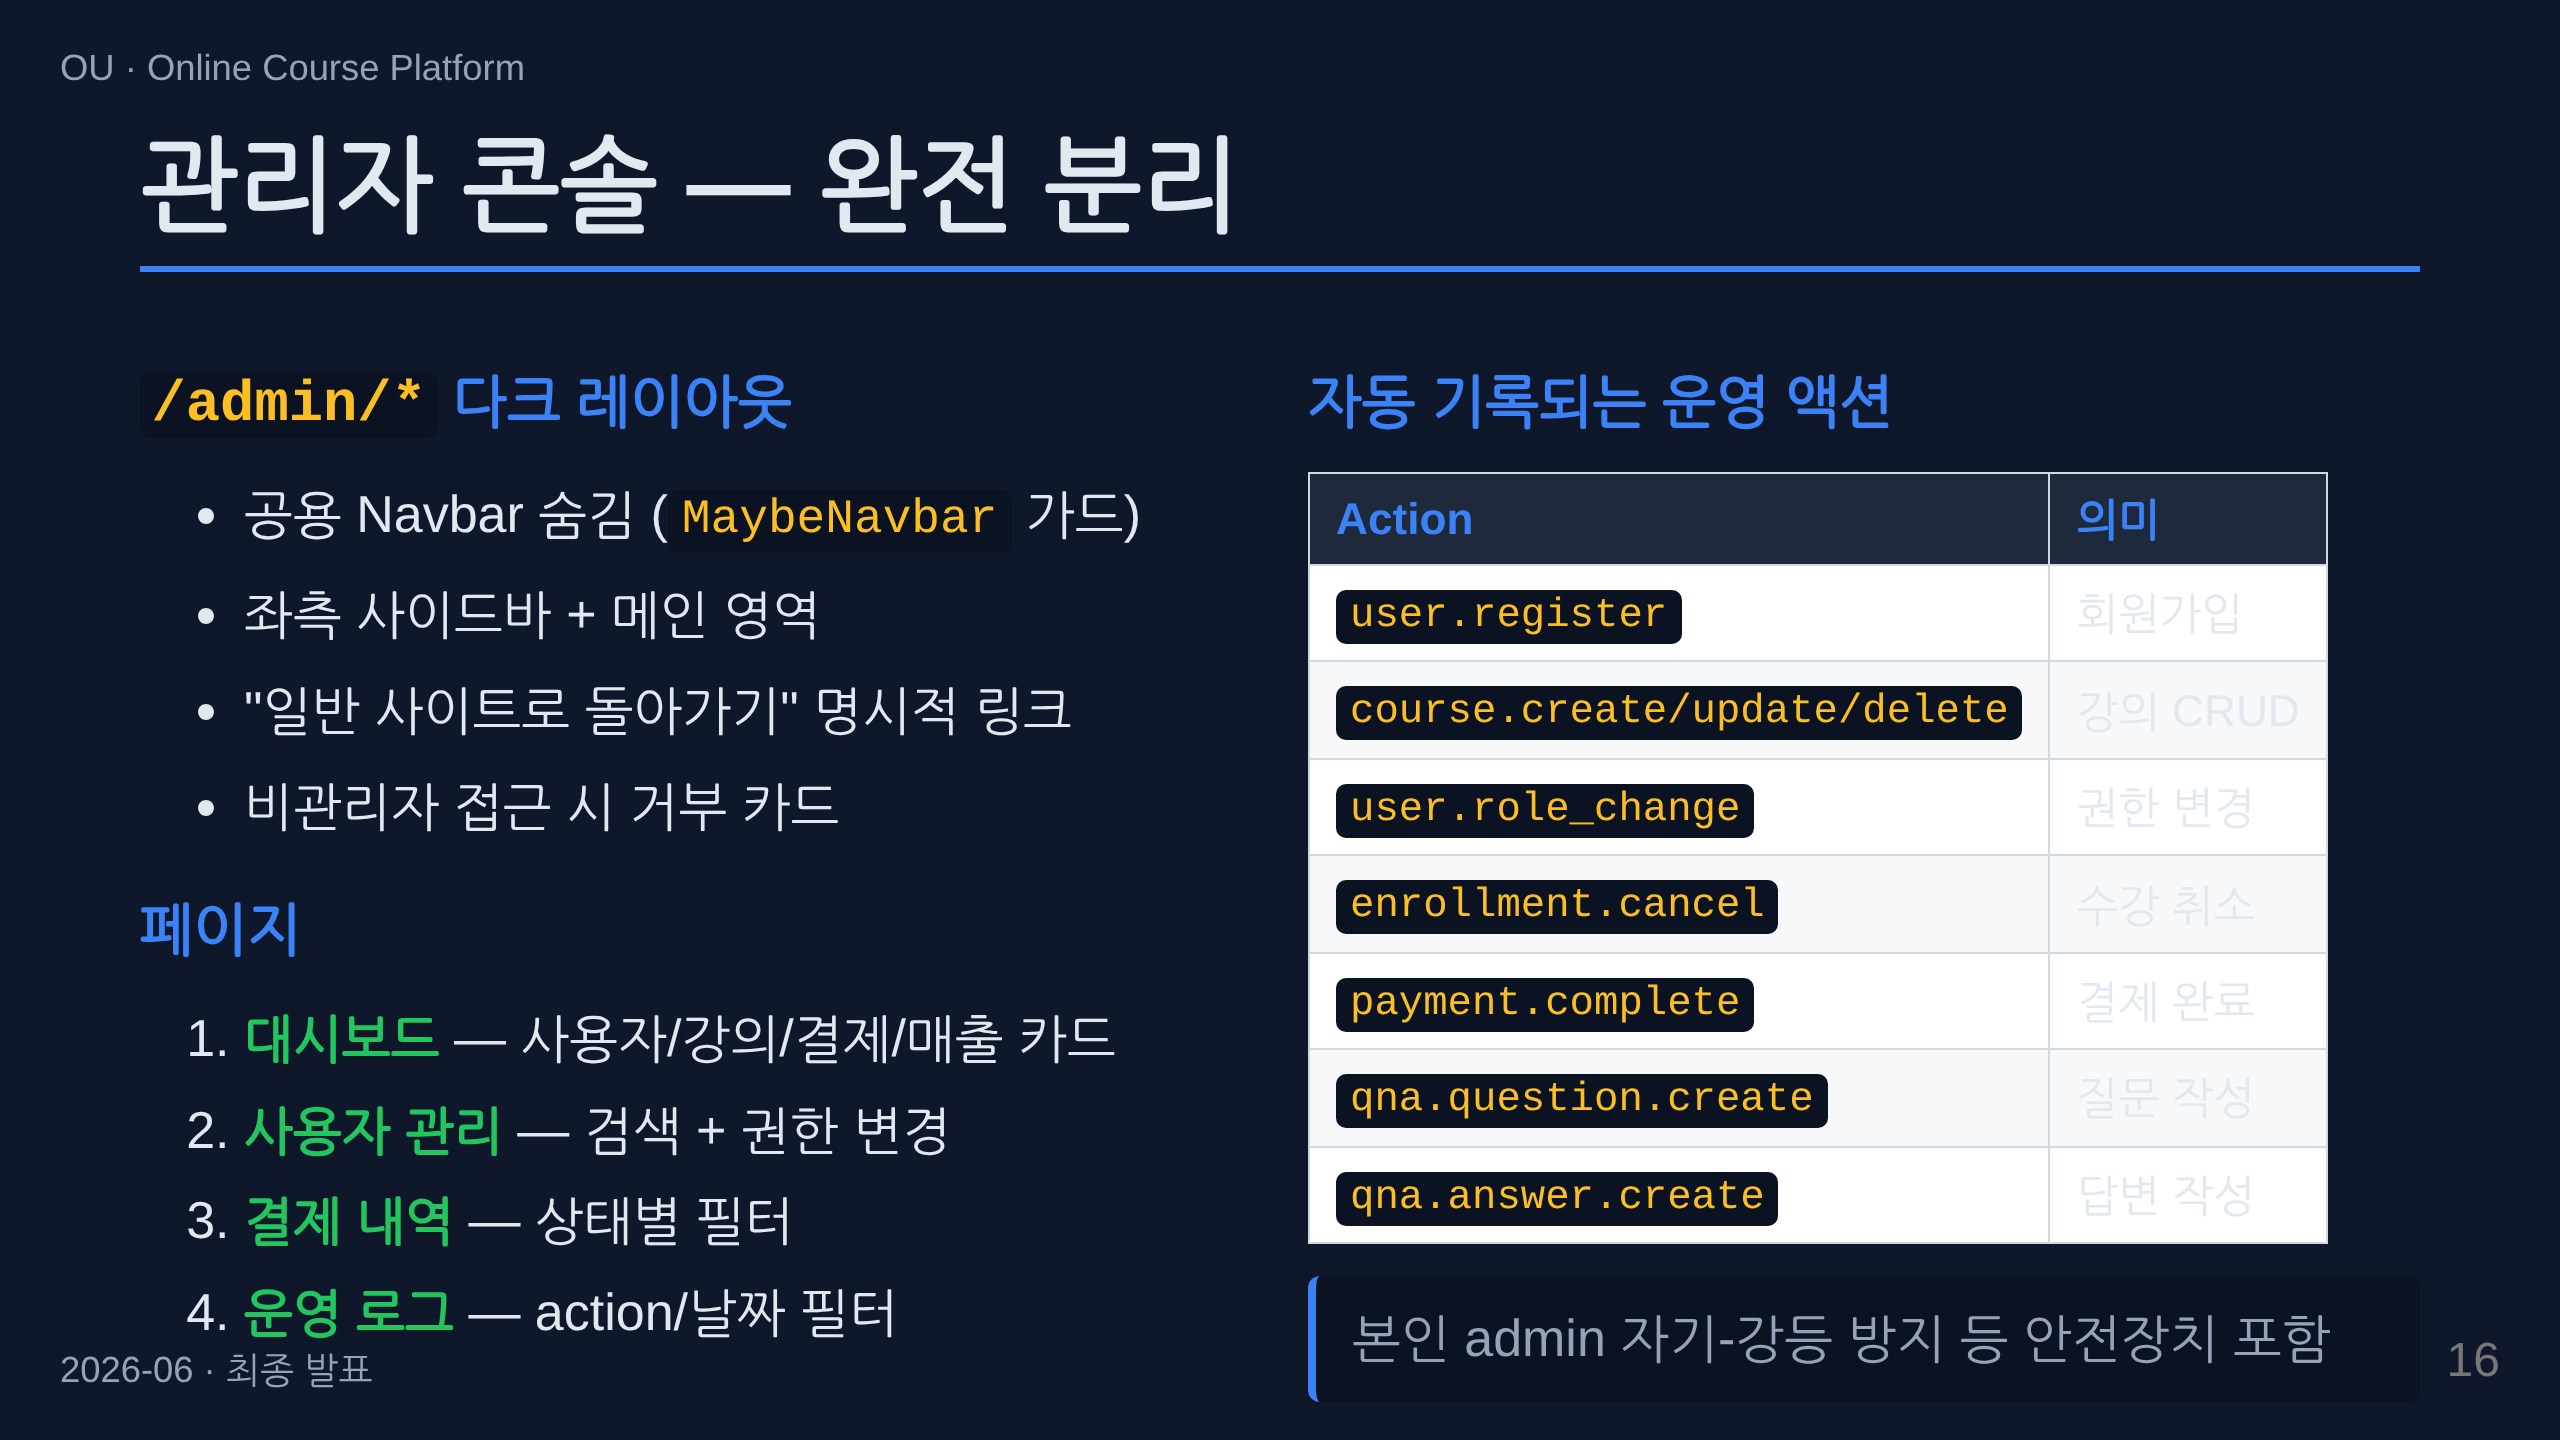 OU · Online Course Platform
관리자 콘솔 — 완전 분리
/admin/* 다크 레이아웃
• 공용 Navbar 숨김 (MaybeNavbar 가드)
• 좌측 사이드바 + 메인 영역
• "일반 사이트로 돌아가기" 명시적 링크
• 비관리자 접근 시 거부 카드
페이지
1. 대시보드 — 사용자/강의/결제/매출 카드
2. 사용자 관리 — 검색 + 권한 변경
3. 결제 내역 — 상태별 필터
4. 운영 로그 — action/날짜 필터
자동 기록되는 운영 액션
Action 의미
user.register 회원가입
course.create/update/delete 강의 CRUD
user.role_change 권한 변경
enrollment.cancel 수강 취소
payment.complete 결제 완료
qna.question.create 질문 작성
qna.answer.create 답변 작성
본인 admin 자기-강등 방지 등 안전장치 포함
2026-06 · 최종 발표
16